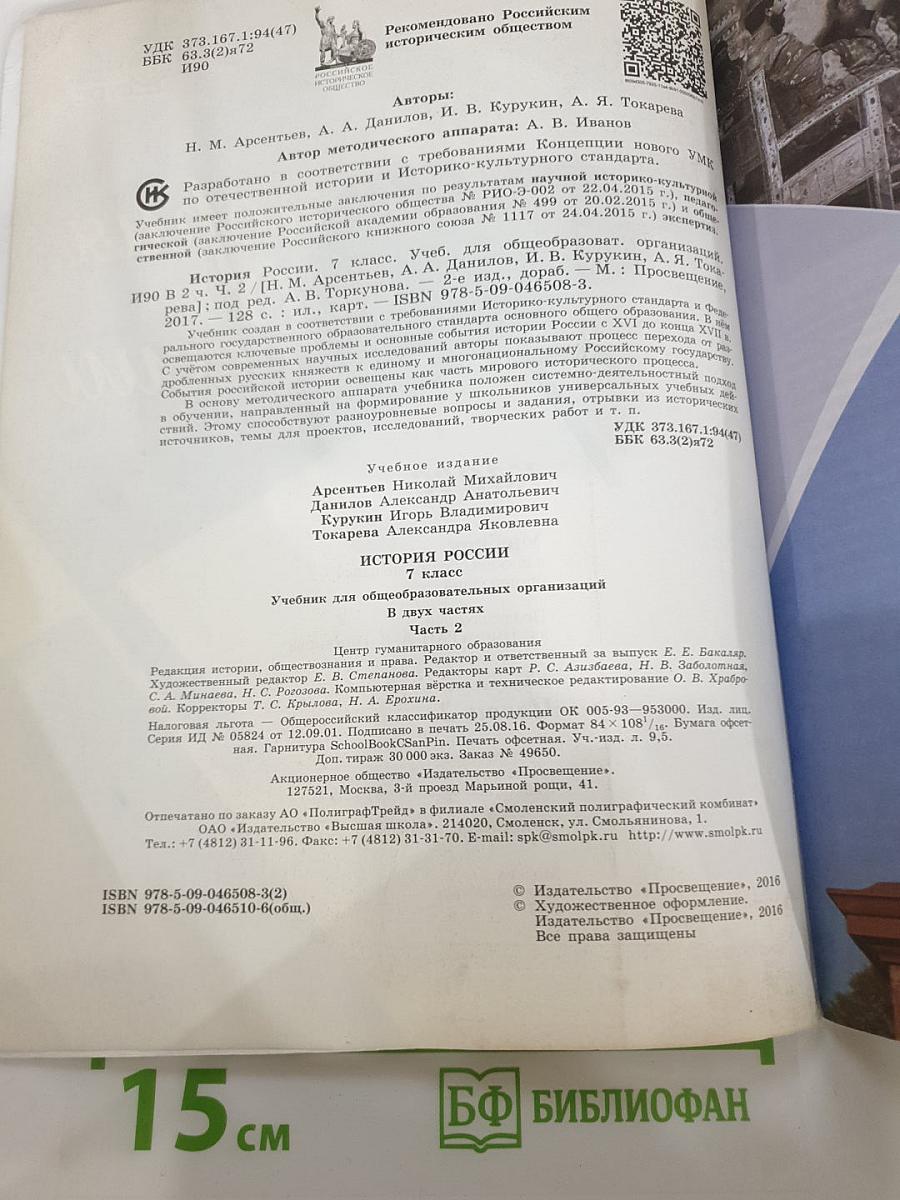 УДК 373.167.1:94(47)
ББК 63.3(2)я72
И90
РОССИЙСКОЕ
ИСТОРИЧЕСКОЕ
ОБЩЕСТВО
Рекомендовано Российским
историческим обществом
Авторы:
Н. М. Арсентьев, А. А. Данилов, И. В. Курукин, А. Я. Токарева
Автор методического аппарата: А. В. Иванов
Разработано в соответствии с требованиями Концепции нового УМК
по отечественной истории и Историко-культурного стандарта.
Учебник имеет положительные заключения по результатам научной историко-культурной
(заключение Российского исторического общества № РИО-Э-002 от 22.04.2015 г.), педаго-
гической (заключение Российской академии образования № 499 от 20.02.2015 г.) и обще-
ственной (заключение Российского книжного союза № 1117 от 24.04.2015 г.) экспертиз.
История России. 7 класс. Учеб. для общеобразоват. организаций.
И90 В 2 ч. Ч. 2 / [Н. М. Арсентьев, А. А. Данилов, И. В. Курукин, А. Я. Тока-
рева] ; под ред. А. В. Торкунова. — 2-е изд., дораб. — М. : Просвещение,
2017. — 128 с. : ил., карт. — ISBN 978-5-09-046508-3.
Учебник создан в соответствии с требованиями Историко-культурного стандарта и Феде-
рального государственного образовательного стандарта основного общего образования. В нём
освещаются ключевые проблемы и основные события истории России с XVI до конца XVII в.
С учётом современных научных исследований авторы показывают процесс перехода от раз-
дробленных русских княжеств к единому и многонациональному Российскому государству.
События российской истории освещены как часть мирового исторического процесса.
В основу методического аппарата учебника положен системно-деятельностный подход
в обучении, направленный на формирование у школьников универсальных учебных дей-
ствий. Этому способствуют разноуровневые вопросы и задания, отрывки из исторических
источников, темы для проектов, исследований, творческих работ и т. п.
УДК 373.167.1:94(47)
ББК 63.3(2)я72
Учебное издание
Арсентьев Николай Михайлович
Данилов Александр Анатольевич
Курукин Игорь Владимирович
Токарева Александра Яковлевна
ИСТОРИЯ РОССИИ
7 класс
Учебник для общеобразовательных организаций
В двух частях
Часть 2
Центр гуманитарного образования
Редакция истории, обществознания и права. Редактор и ответственный за выпуск Е. Е. Бакаляр.
Художественный редактор Е. В. Степанова. Редакторы карт Р. С. Азизбаева, Н. В. Заболотная,
С. А. Минаева, Н. С. Рогозова. Компьютерная вёрстка и техническое редактирование О. В. Храбро-
вой. Корректоры Т. С. Крылова, Н. А. Ерохина.
Налоговая льгота — Общероссийский классификатор продукции ОК 005-93—953000. Изд. лиц.
Серия ИД № 05824 от 12.09.01. Подписано в печать 25.08.16. Формат 84×108 1/16. Бумага офсет-
ная. Гарнитура SchoolBookCSanPin. Печать офсетная. Уч.-изд. л. 9,5.
Доп. тираж 30 000 экз. Заказ № 49650.
Акционерное общество «Издательство «Просвещение».
127521, Москва, 3-й проезд Марьиной рощи, 41.
Отпечатано по заказу АО «ПолиграфТрейд» в филиале «Смоленский полиграфический комбинат»
ОАО «Издательство «Высшая школа». 214020, Смоленск, ул. Смольянинова, 1.
Тел.: +7 (4812) 31-11-96. Факс: +7 (4812) 31-31-70. E-mail: spk@smolpk.ru http://www.smolpk.ru
ISBN 978-5-09-046508-3(2)
ISBN 978-5-09-046510-6(общ.)
© Издательство «Просвещение», 2016
© Художественное оформление.
Издательство «Просвещение», 2016
Все права защищены
15 см
БФ БИБЛИОФАН